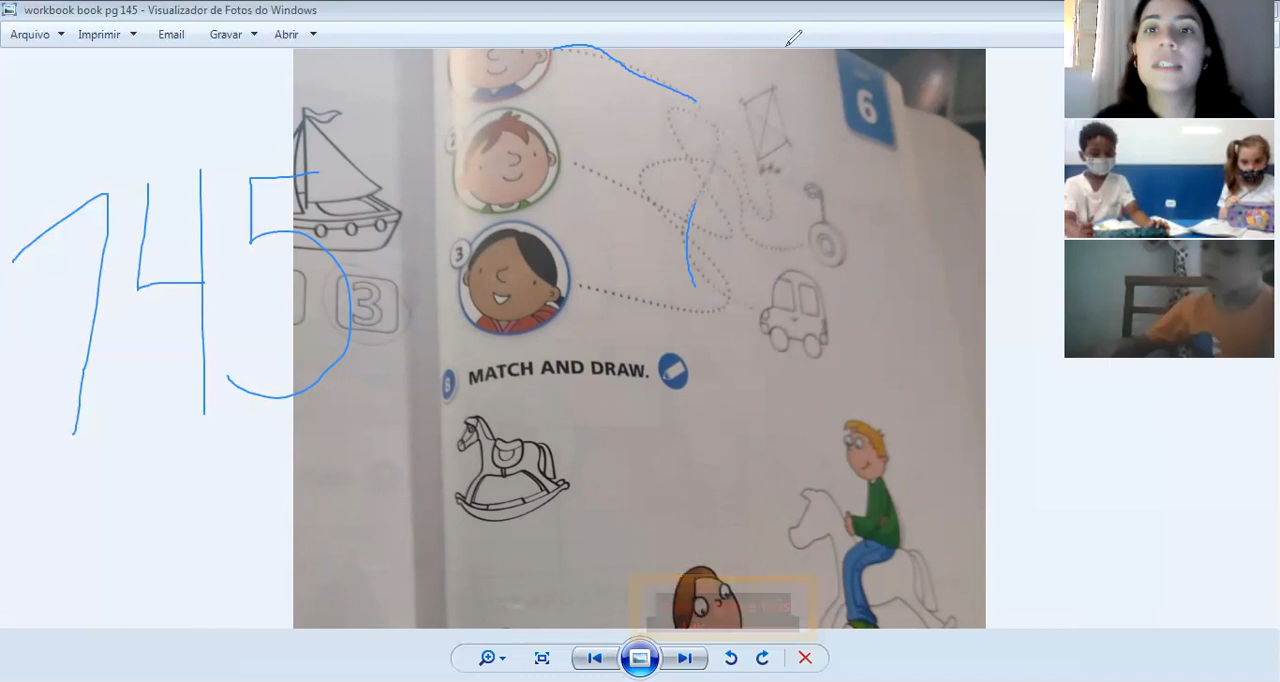 workbook book pg 145 - Visualizador de Fotos do Windows
Arquivo Imprimir Email Gravar Abrir
6
145
3
3
8 MATCH AND DRAW.